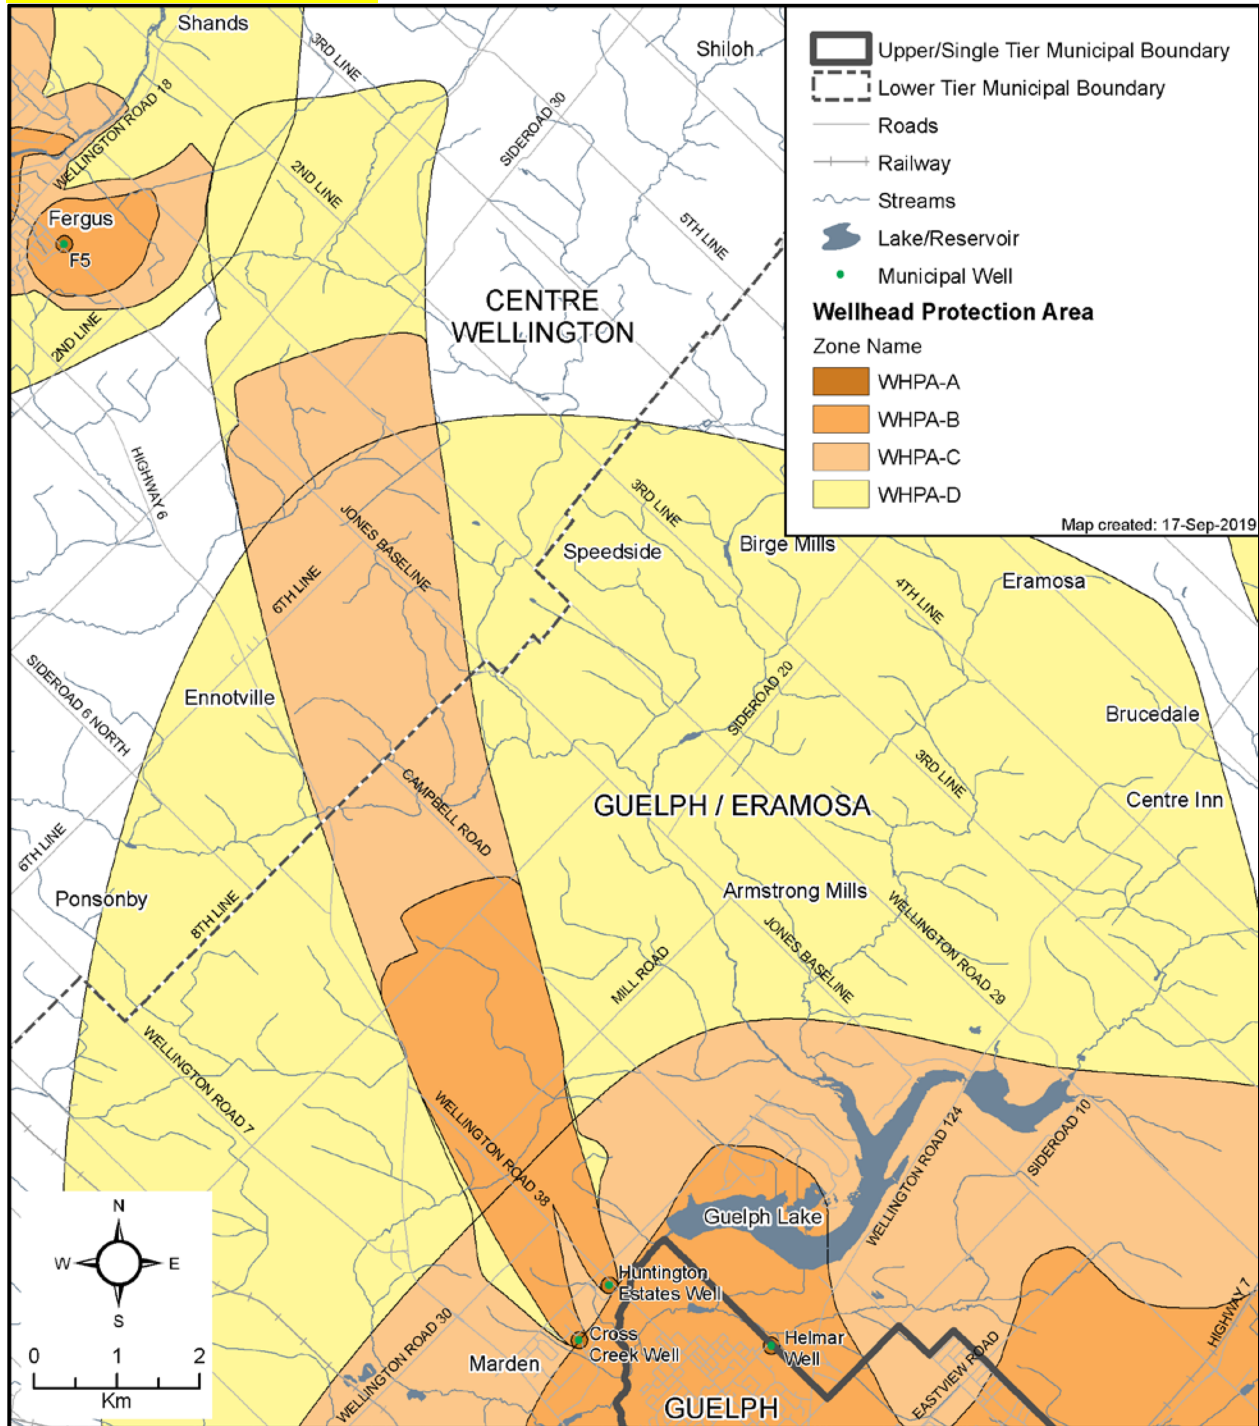 Upper/Single Tier Municipal Boundary
Lower Tier Municipal Boundary
Roads
Railway
Streams
Lake/Reservoir
Municipal Well
Wellhead Protection Area
Zone Name
WHPA-A
WHPA-B
WHPA-C
WHPA-D
Map created: 17-Sep-2019
Shands
3RD LINE
Shiloh
WELLINGTON ROAD 18
SIDEROAD 30
2ND LINE
5TH LINE
Fergus
F5
2ND LINE
CENTRE
WELLINGTON
HIGHWAY 6
JONES BASELINE
3RD LINE
Speedside
Birge Mills
6TH LINE
4TH LINE
Eramosa
SIDEROAD 6 NORTH
Ennotville
SIDEROAD 20
Brucedale
CAMPBELL ROAD
3RD LINE
GUELPH / ERAMOSA
Centre Inn
6TH LINE
Ponsonby
8TH LINE
Armstrong Mills
WELLINGTON ROAD 29
JONES BASELINE
MILL ROAD
WELLINGTON ROAD 7
WELLINGTON ROAD 38
WELLINGTON ROAD 124
SIDEROAD 10
Guelph Lake
N
W
E
S
Huntington
Estates Well
Cross
Creek Well
Helmar
Well
HIGHWAY 7
Marden
WELLINGTON ROAD 30
EASTVIEW ROAD
GUELPH
0 1 2
Km